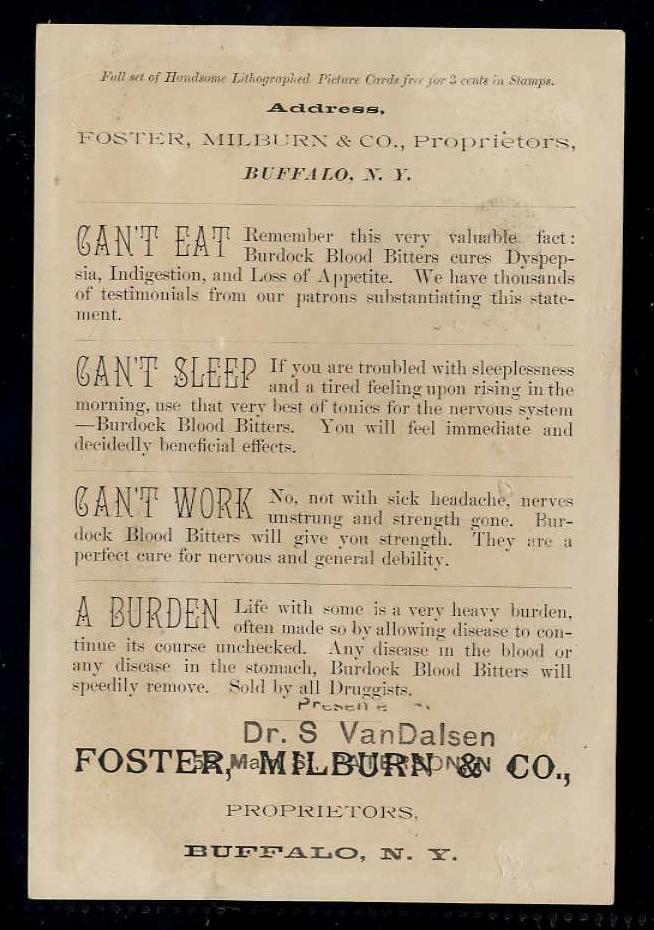 Full set of Handsome Lithographed Picture Cards free for 3 cents in Stamps.
Address,
FOSTER, MILBURN & CO., Proprietors,
BUFFALO, N. Y.
CAN'T EAT Remember this very valuable fact:
Burdock Blood Bitters cures Dyspep-
sia, Indigestion, and Loss of Appetite. We have thousands
of testimonials from our patrons substantiating this state-
ment.
CAN'T SLEEP If you are troubled with sleeplessness
and a tired feeling upon rising in the
morning, use that very best of tonics for the nervous system
—Burdock Blood Bitters. You will feel immediate and
decidedly beneficial effects.
CAN'T WORK No, not with sick headache, nerves
unstrung and strength gone. Bur-
dock Blood Bitters will give you strength. They are a
perfect cure for nervous and general debility.
A BURDEN Life with some is a very heavy burden,
often made so by allowing disease to con-
tinue its course unchecked. Any disease in the blood or
any disease in the stomach, Burdock Blood Bitters will
speedily remove. Sold by all Druggists.
Dr. S VanDalsen
Main St. PATERSON N
FOSTER, MILBURN & CO.,
PROPRIETORS,
BUFFALO, N. Y.